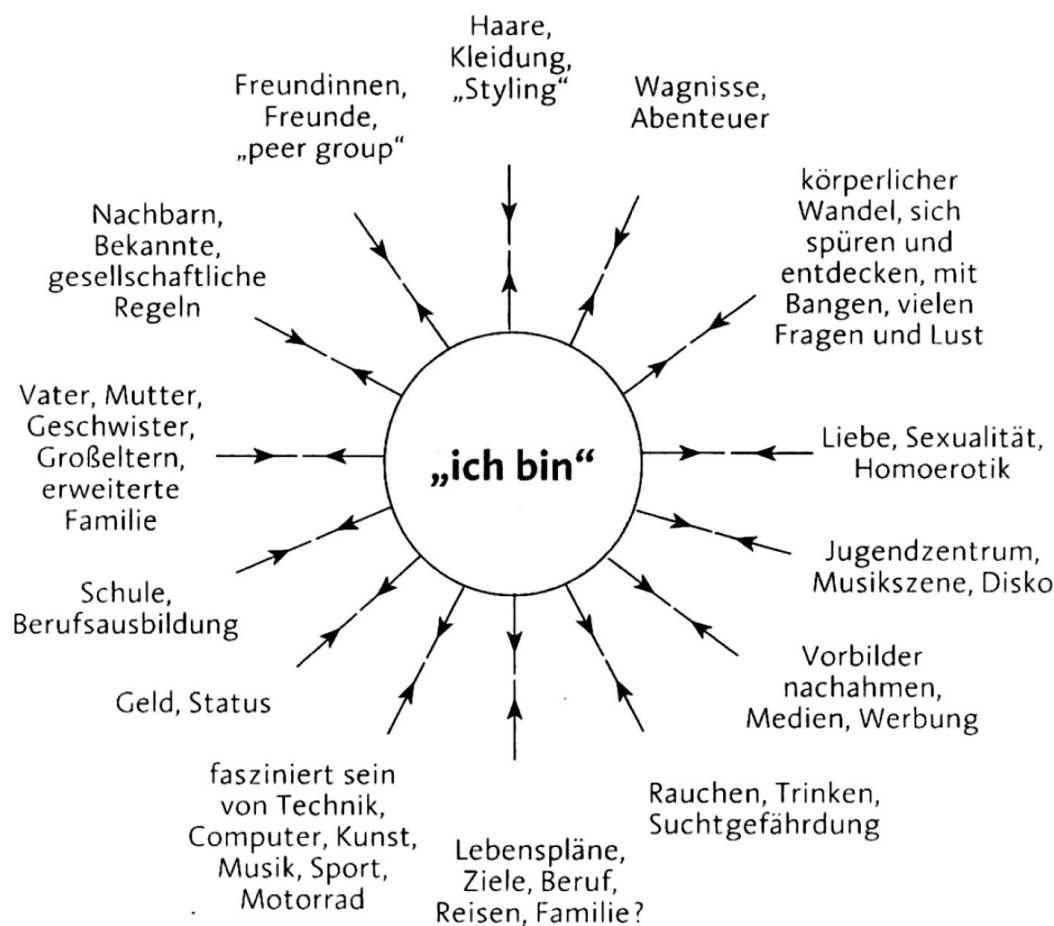 Haare,
Kleidung,
„Styling“
Wagnisse,
Abenteuer
körperlicher
Wandel, sich
spüren und
entdecken, mit
Bangen, vielen
Fragen und Lust
Liebe, Sexualität,
Homoerotik
Jugendzentrum,
Musikszene, Disko
Vorbilder
nachahmen,
Medien, Werbung
Rauchen, Trinken,
Suchtgefährdung
Lebenspläne,
Ziele, Beruf,
Reisen, Familie?
fasziniert sein
von Technik,
Computer, Kunst,
Musik, Sport,
Motorrad
Geld, Status
Schule,
Berufsausbildung
Vater, Mutter,
Geschwister,
Großeltern,
erweiterte
Familie
Nachbarn,
Bekannte,
gesellschaftliche
Regeln
Freundinnen,
Freunde,
„peer group“
„ich bin“